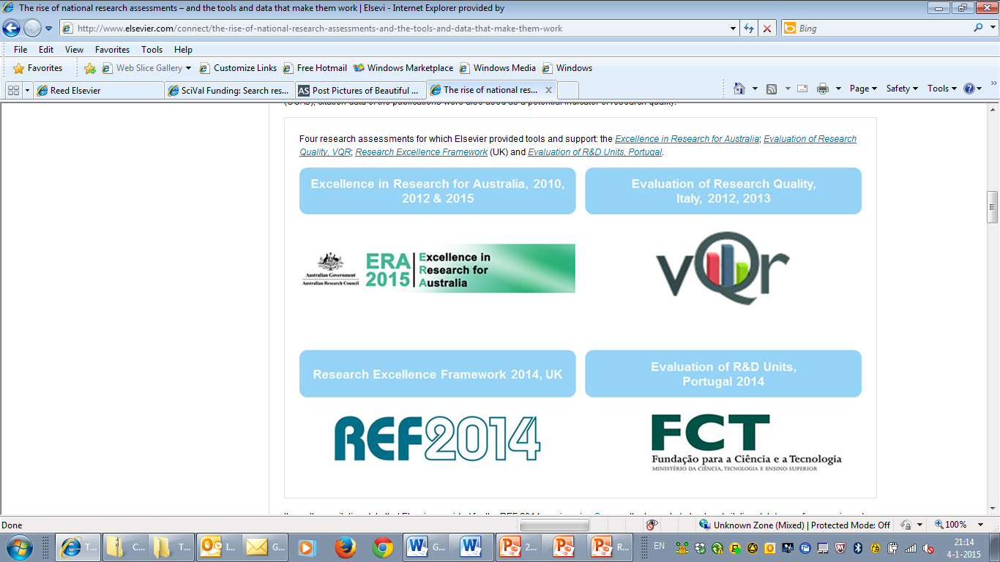 The rise of national research assessments – and the tools and data that make them work | Elsevi - Internet Explorer provided by
http://www.elsevier.com/connect/the-rise-of-national-research-assessments-and-the-tools-and-data-that-make-them-work
Bing
File Edit View Favorites Tools Help
Favorites Web Slice Gallery Customize Links Free Hotmail Windows Marketplace Windows Media Windows
Reed Elsevier SciVal Funding: Search res... AS Post Pictures of Beautiful ... The rise of national res... X Page Safety Tools
Four research assessments for which Elsevier provided tools and support: the Excellence in Research for Australia; Evaluation of Research
Quality, VQR; Research Excellence Framework (UK) and Evaluation of R&D Units, Portugal.
Excellence in Research for Australia, 2010,
2012 & 2015
Evaluation of Research Quality,
Italy, 2012, 2013
Australian Government
Australian Research Council
ERA
2015
Excellence in
Research for
Australia
vQr
Research Excellence Framework 2014, UK
Evaluation of R&D Units,
Portugal 2014
REF2014
FCT
Fundação para a Ciência e a Tecnologia
MINISTÉRIO DA CIÊNCIA, TECNOLOGIA E ENSINO SUPERIOR
Done Unknown Zone (Mixed) | Protected Mode: Off 100%
T... C... T... I... G... G... 2... R... EN 21:14
4-1-2015